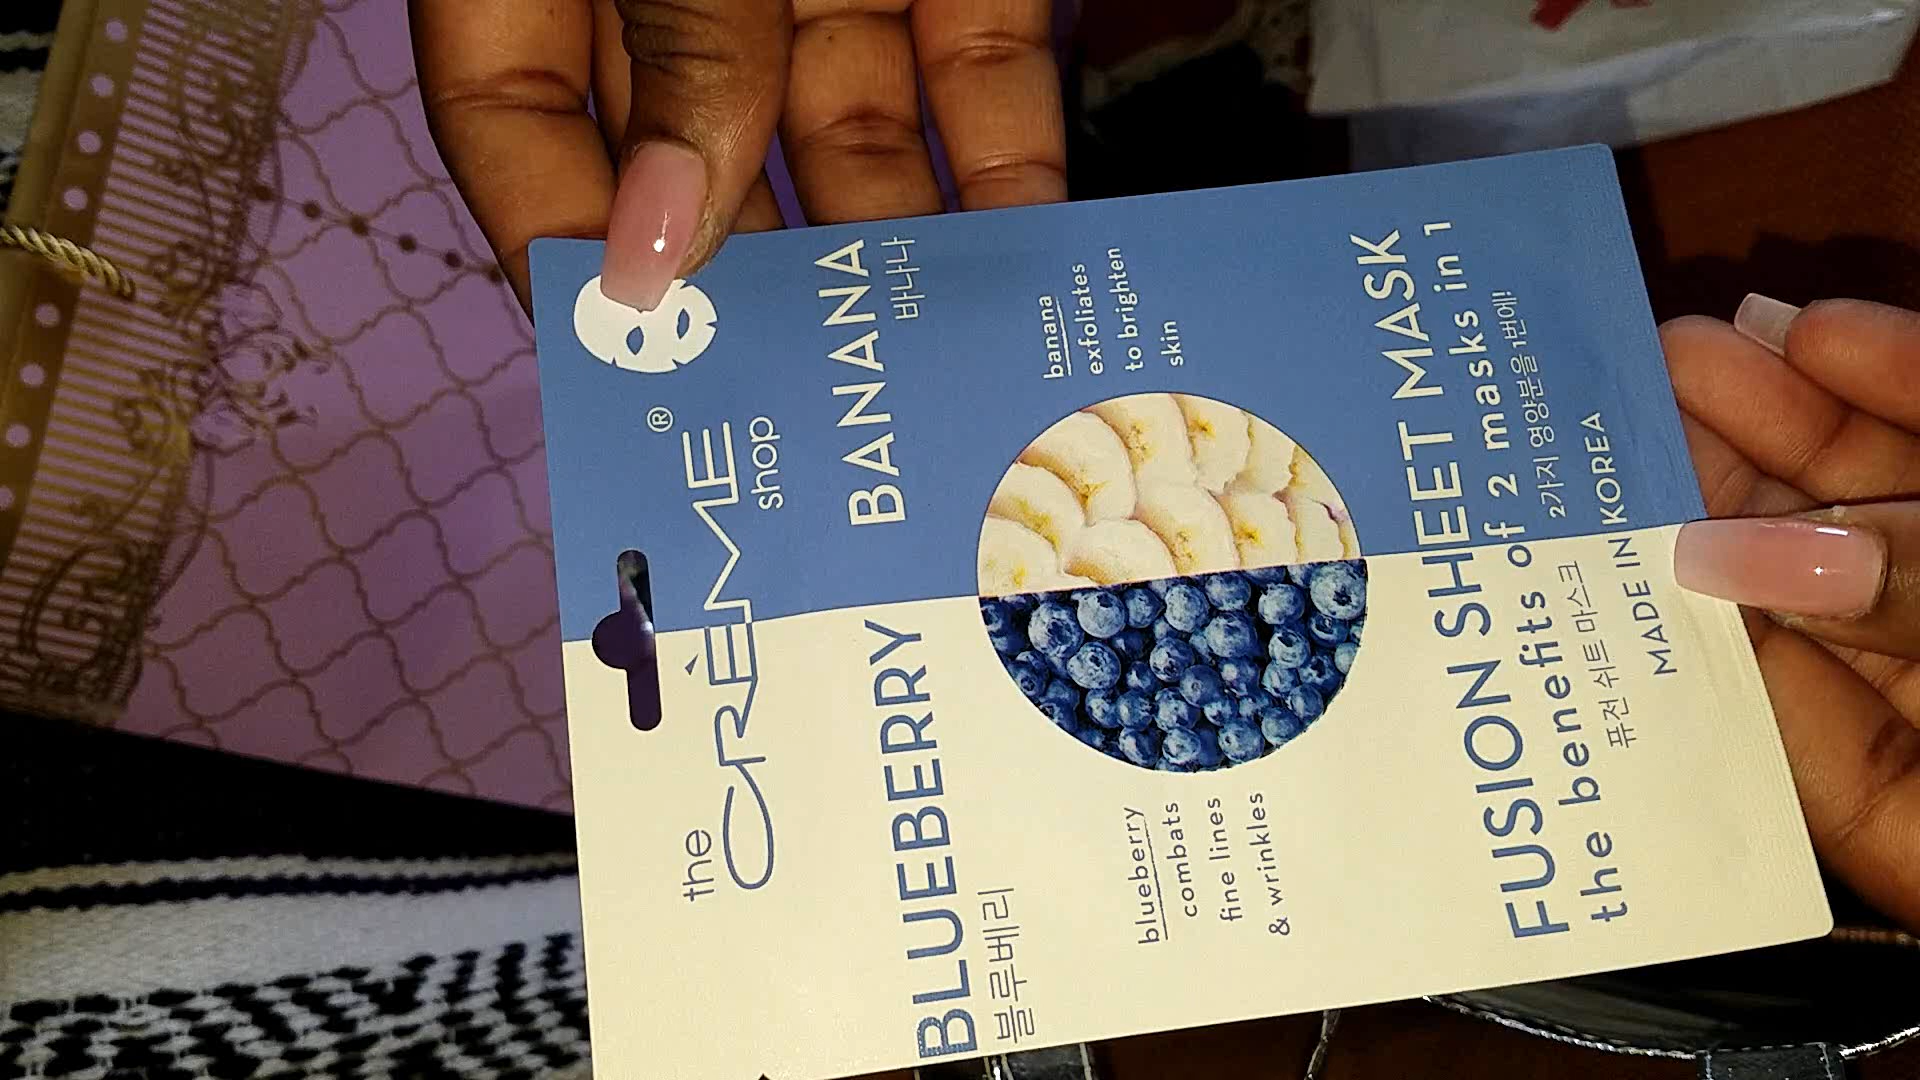 the CRÈME®
shop
BLUEBERRY BANANA
블루베리 바나나
banana
exfoliates
to brighten
skin
blueberry
combats
fine lines
& wrinkles
FUSION SHEET MASK
the benefits of 2 masks in 1
퓨전 쉬트 마스크 2가지 영양분을 1번에!
MADE IN KOREA